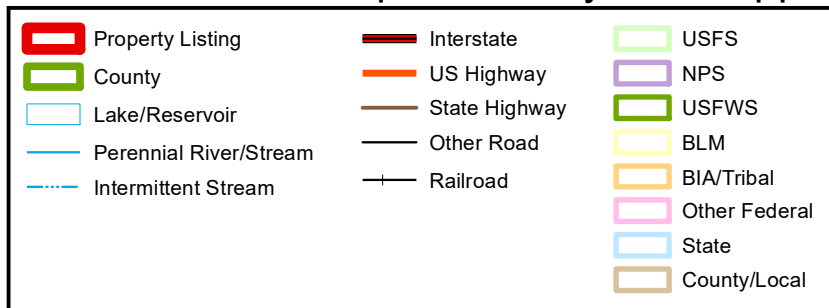 Property Listing
County
Lake/Reservoir
Perennial River/Stream
Intermittent Stream
Interstate
US Highway
State Highway
Other Road
Railroad
USFS
NPS
USFWS
BLM
BIA/Tribal
Other Federal
State
County/Local